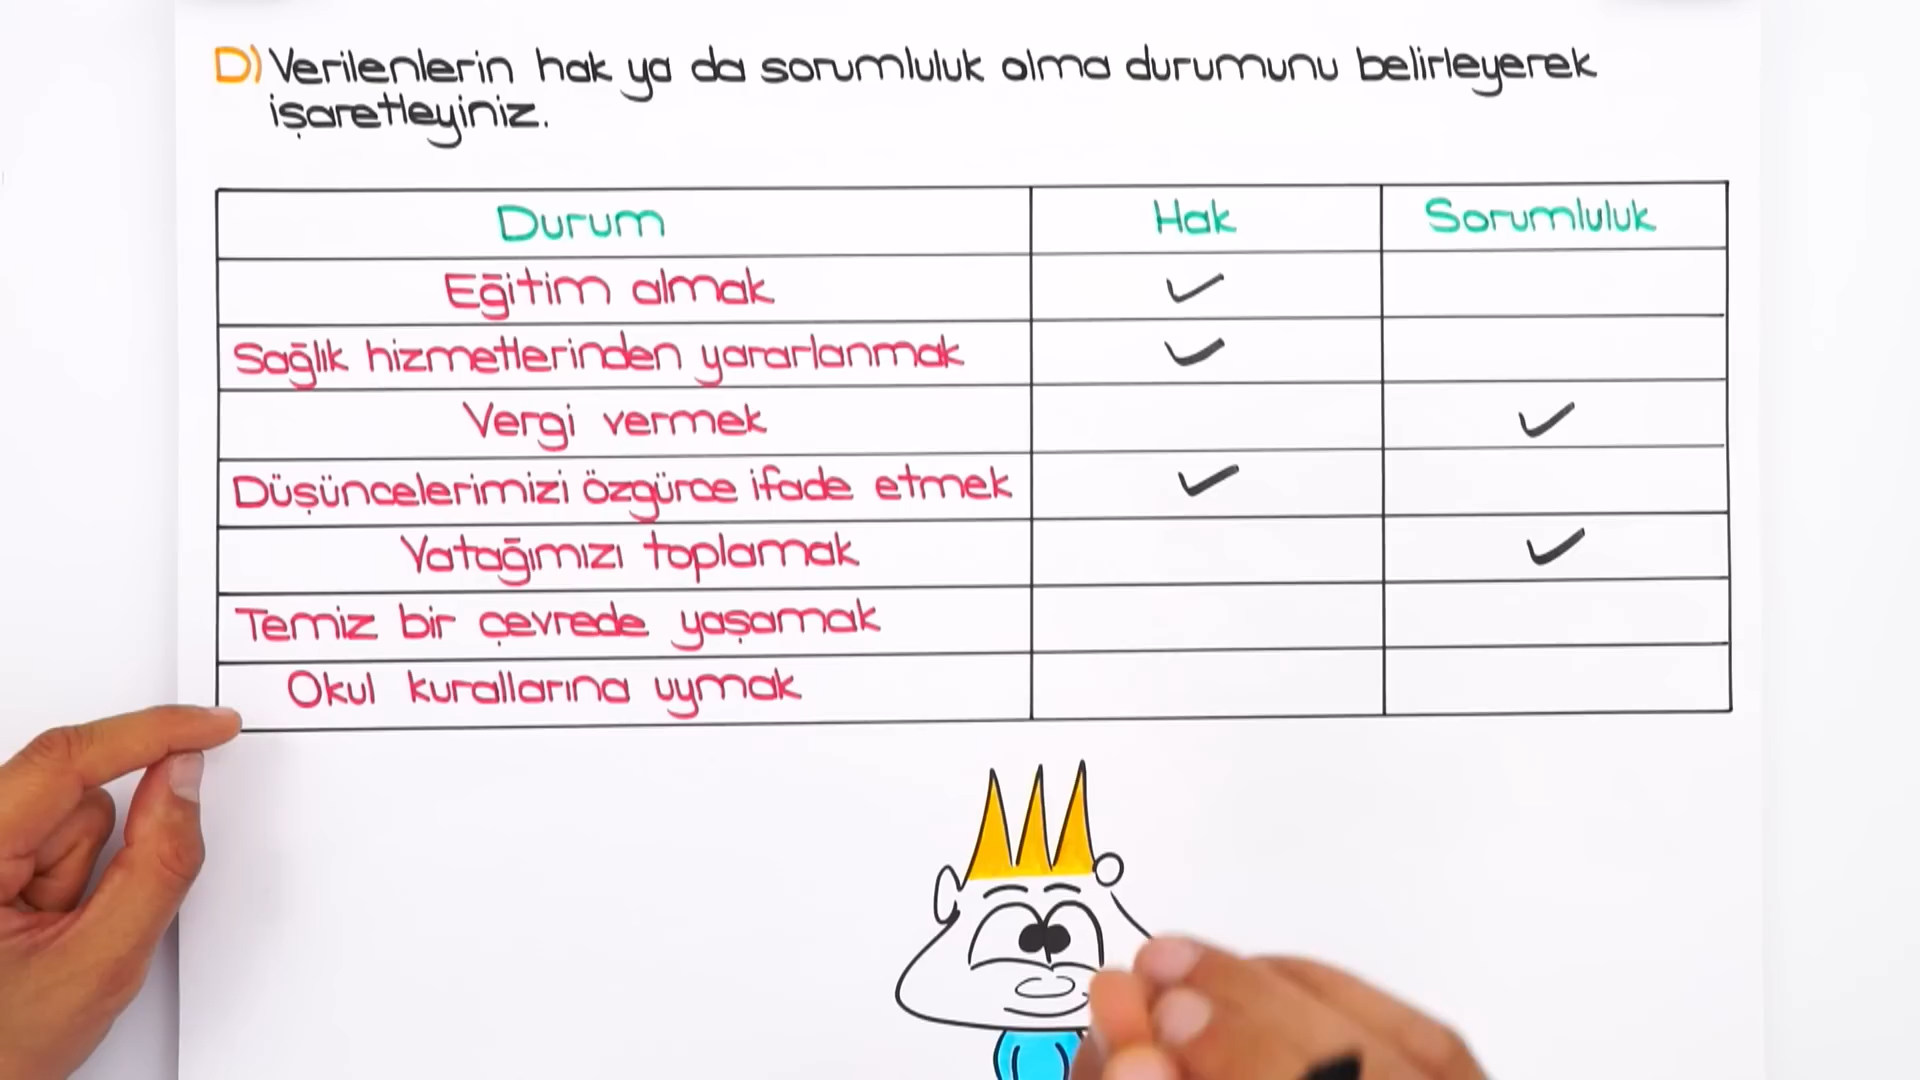 D) Verilenlerin hak ya da sorumluluk olma durumunu belirleyerek
işaretleyiniz.
Durum Hak Sorumluluk
Eğitim almak ✓
Sağlık hizmetlerinden yararlanmak ✓
Vergi vermek ✓
Düşüncelerimizi özgürce ifade etmek ✓
Yatağımızı toplamak ✓
Temiz bir çevrede yaşamak
Okul kurallarına uymak